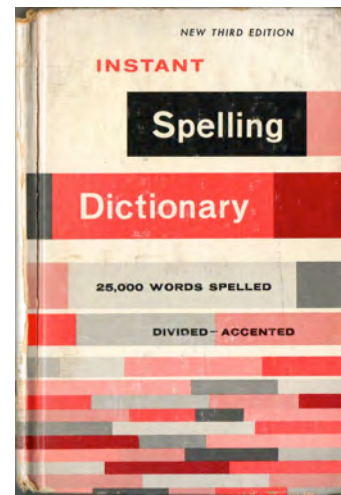 NEW THIRD EDITION
INSTANT
Spelling
Dictionary
25,000 WORDS SPELLED
DIVIDED–ACCENTED